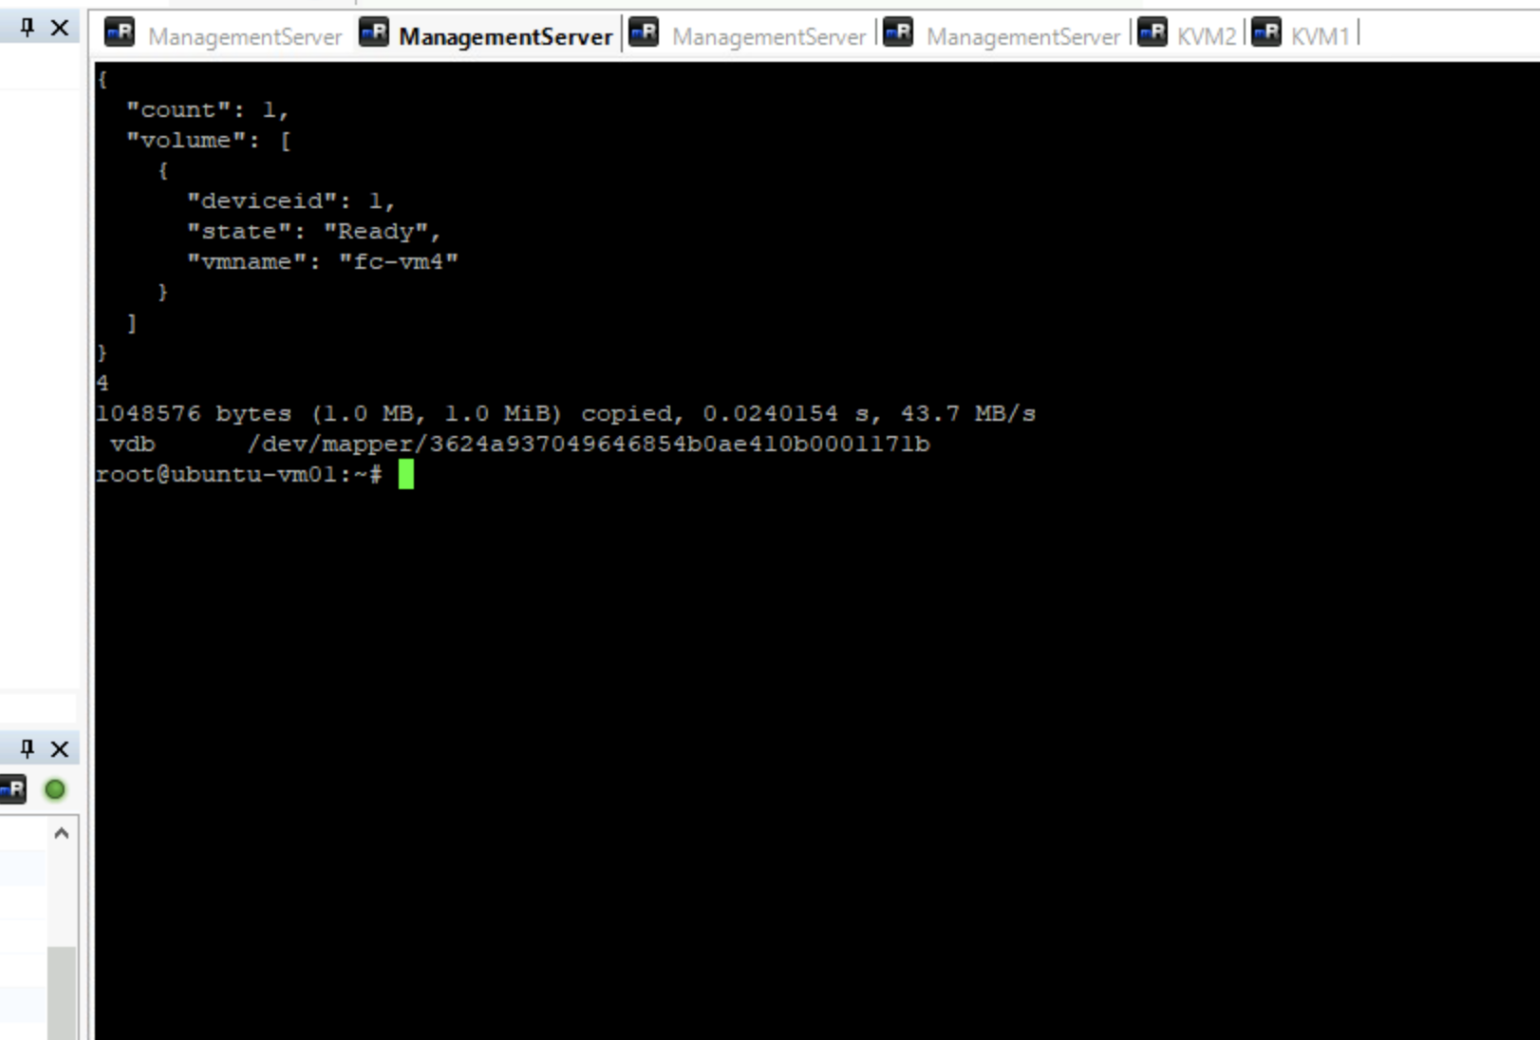 ManagementServer ManagementServer ManagementServer ManagementServer KVM2 KVM1
{
  "count": 1,
  "volume": [
    {
      "deviceid": 1,
      "state": "Ready",
      "vmname": "fc-vm4"
    }
  ]
}
4
1048576 bytes (1.0 MB, 1.0 MiB) copied, 0.0240154 s, 43.7 MB/s
 vdb      /dev/mapper/3624a937049646854b0ae410b0001171b
root@ubuntu-vm01:~#